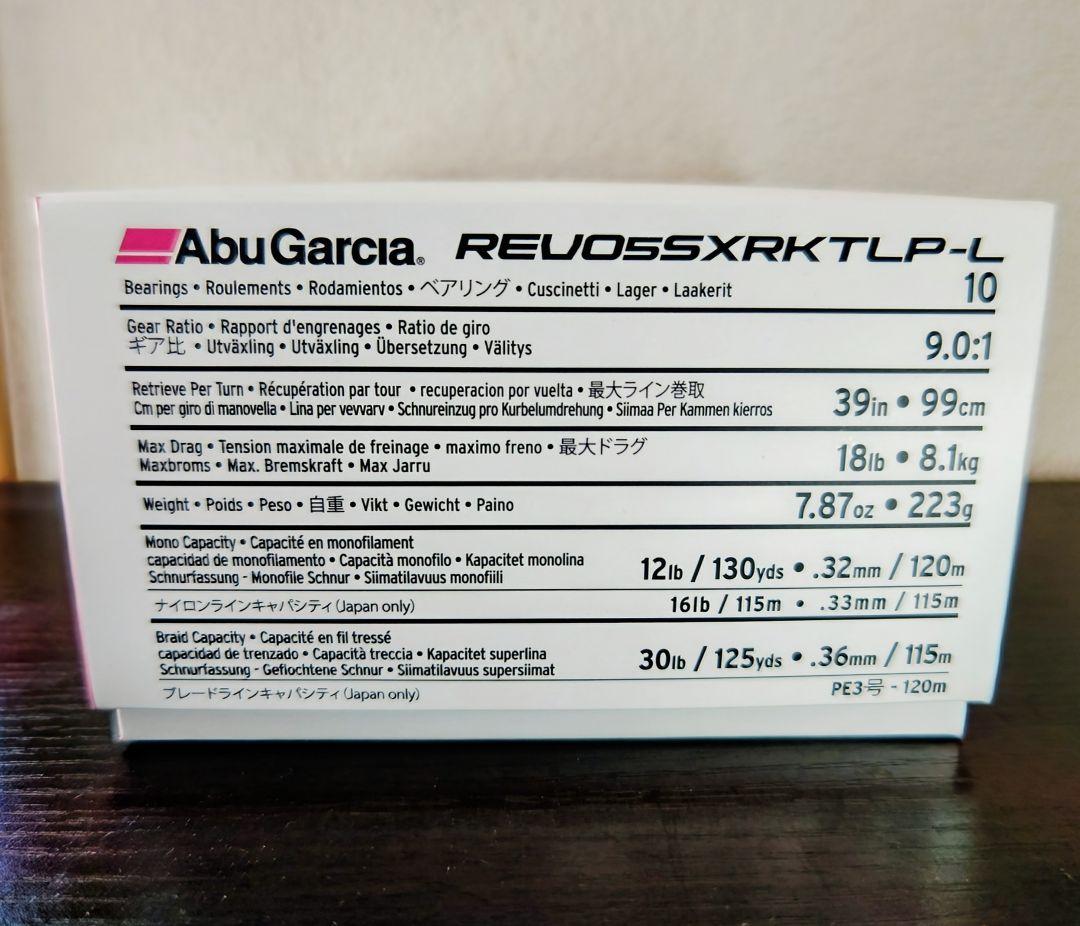 AbuGarcia® REVO5SXRKTLP-L
Bearings • Roulements • Rodamientos • ベアリング • Cuscinetti • Lager • Laakerit 10
Gear Ratio • Rapport d'engrenages • Ratio de giro
ギア比 • Utväxling • Utväxling • Übersetzung • Välitys 9.0:1
Retrieve Per Turn • Récupération par tour • recuperacion por vuelta • 最大ライン巻取
Cm per giro di manovella • Lina per vevvarv • Schnureinzug pro Kurbelumdrehung • Siimaa Per Kammen kierros 39in • 99cm
Max Drag • Tension maximale de freinage • maximo freno • 最大ドラグ
Maxbroms • Max. Bremskraft • Max Jarru 18lb • 8.1kg
Weight • Poids • Peso • 自重 • Vikt • Gewicht • Paino 7.87oz • 223g
Mono Capacity • Capacité en monofilament
capacidad de monofilamento • Capacità monofilo • Kapacitet monolina
Schnurfassung - Monofile Schnur • Siimatilavuus monofiili 12lb / 130yds • .32mm / 120m
ナイロンラインキャパシティ(Japan only) 16lb / 115m • .33mm / 115m
Braid Capacity • Capacité en fil tressé
capacidad de trenzado • Capacità treccia • Kapacitet superlina
Schnurfassung - Geflochtene Schnur • Siimatilavuus supersiimat 30lb / 125yds • .36mm / 115m
ブレードラインキャパシティ(Japan only) PE3号 - 120m